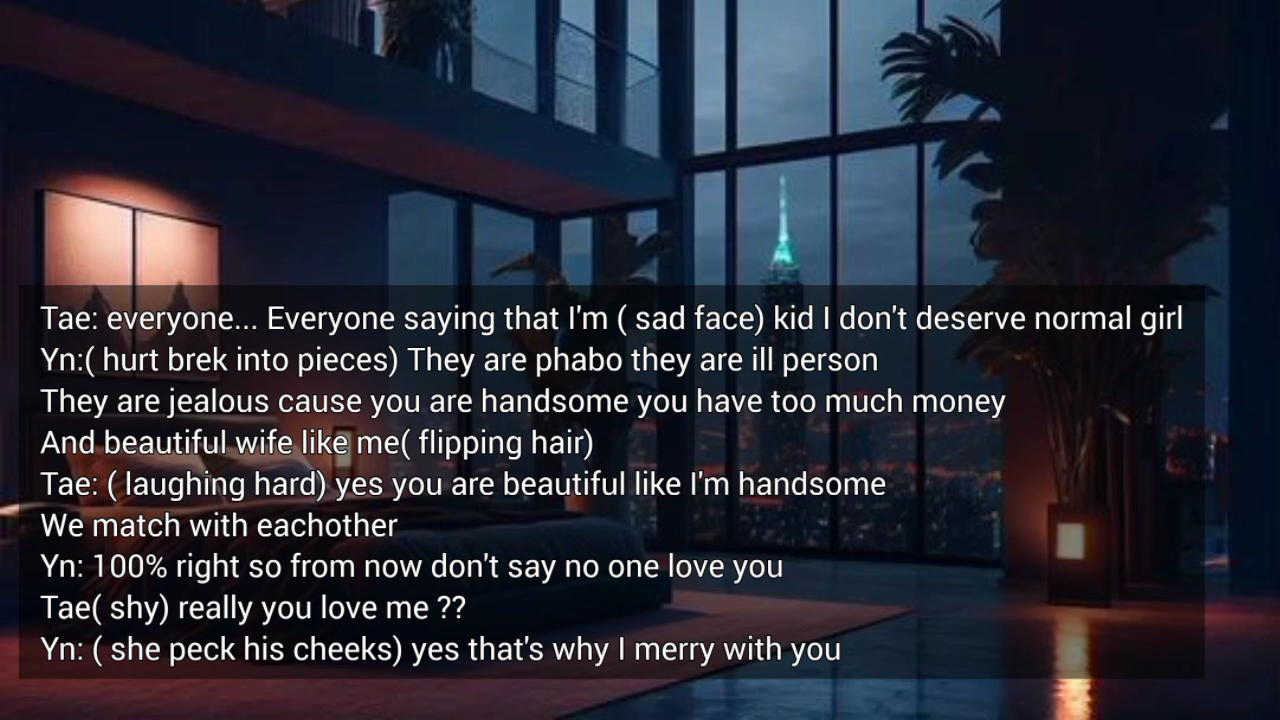 Tae: everyone... Everyone saying that I'm ( sad face) kid I don't deserve normal girl
Yn:( hurt brek into pieces) They are phabo they are ill person
They are jealous cause you are handsome you have too much money
And beautiful wife like me( flipping hair)
Tae: ( laughing hard) yes you are beautiful like I'm handsome
We match with eachother
Yn: 100% right so from now don't say no one love you
Tae( shy) really you love me ??
Yn: ( she peck his cheeks) yes that's why I merry with you